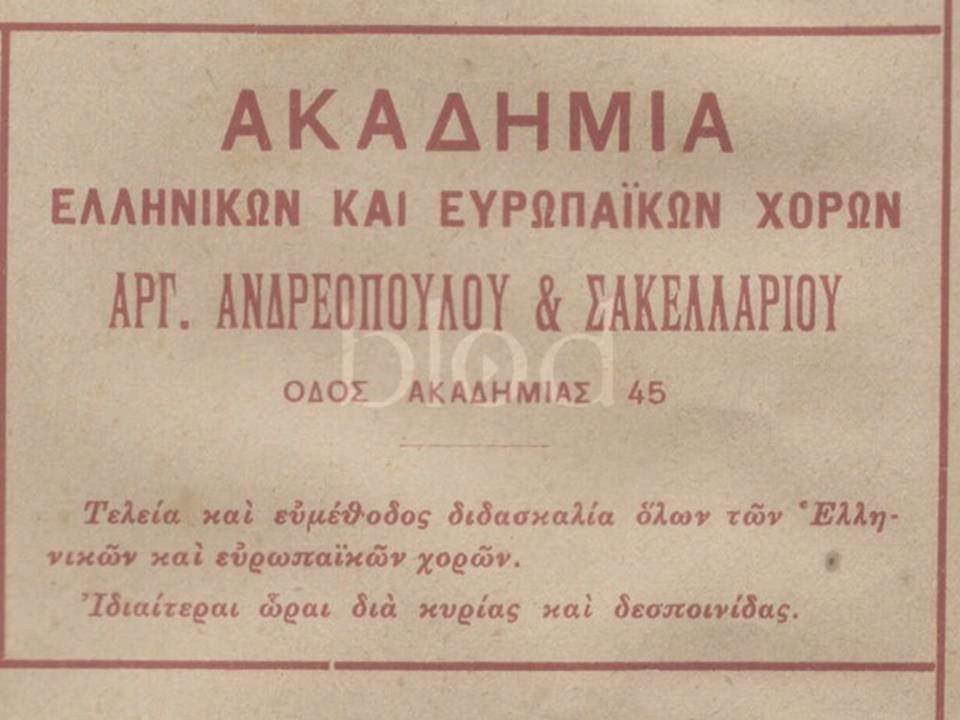 ΑΚΑΔΗΜΙΑ
ΕΛΛΗΝΙΚΩΝ ΚΑΙ ΕΥΡΩΠΑΪΚΩΝ ΧΟΡΩΝ
ΑΡΓ. ΑΝΔΡΕΟΠΟΥΛΟΥ & ΣΑΚΕΛΛΑΡΙΟΥ
blod
ΟΔΟΣ ΑΚΑΔΗΜΙΑΣ 45
Τελεία καὶ εὐμέθοδος διδασκαλία ὅλων τῶν Ἑλλη-
νικῶν καὶ εὐρωπαϊκῶν χορῶν.
Ἰδιαίτεραι ὧραι διὰ κυρίας καὶ δεσποινίδας.